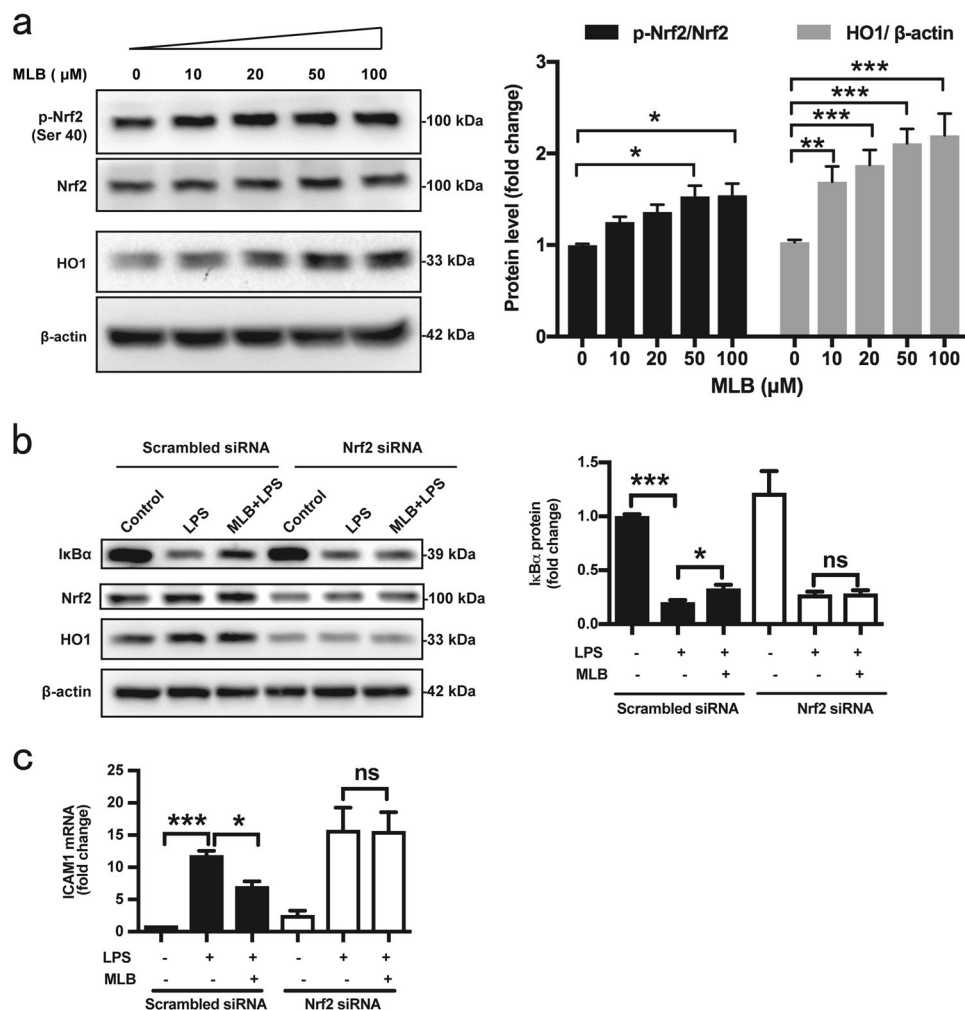 a
MLB ( µM) 0 10 20 50 100
p-Nrf2
(Ser 40)
-100 kDa
Nrf2
-100 kDa
HO1
-33 kDa
β-actin
-42 kDa
p-Nrf2/Nrf2
HO1/ β-actin
Protein level (fold change)
3
2
1
0
*
*
***
***
***
**
0 10 20 50 100 0 10 20 50 100
MLB (µM)
b
Scrambled siRNA Nrf2 siRNA
Control LPS MLB+LPS Control LPS MLB+LPS
IκBα
-39 kDa
Nrf2
-100 kDa
HO1
-33 kDa
β-actin
-42 kDa
IκBα protein
(fold change)
1.5
1.0
0.5
0.0
***
*
ns
LPS - + + - + +
MLB - - + - - +
Scrambled siRNA Nrf2 siRNA
c
ICAM1 mRNA
(fold change)
25
20
15
10
5
0
***
*
ns
LPS - + + - + +
MLB - - + - - +
Scrambled siRNA Nrf2 siRNA